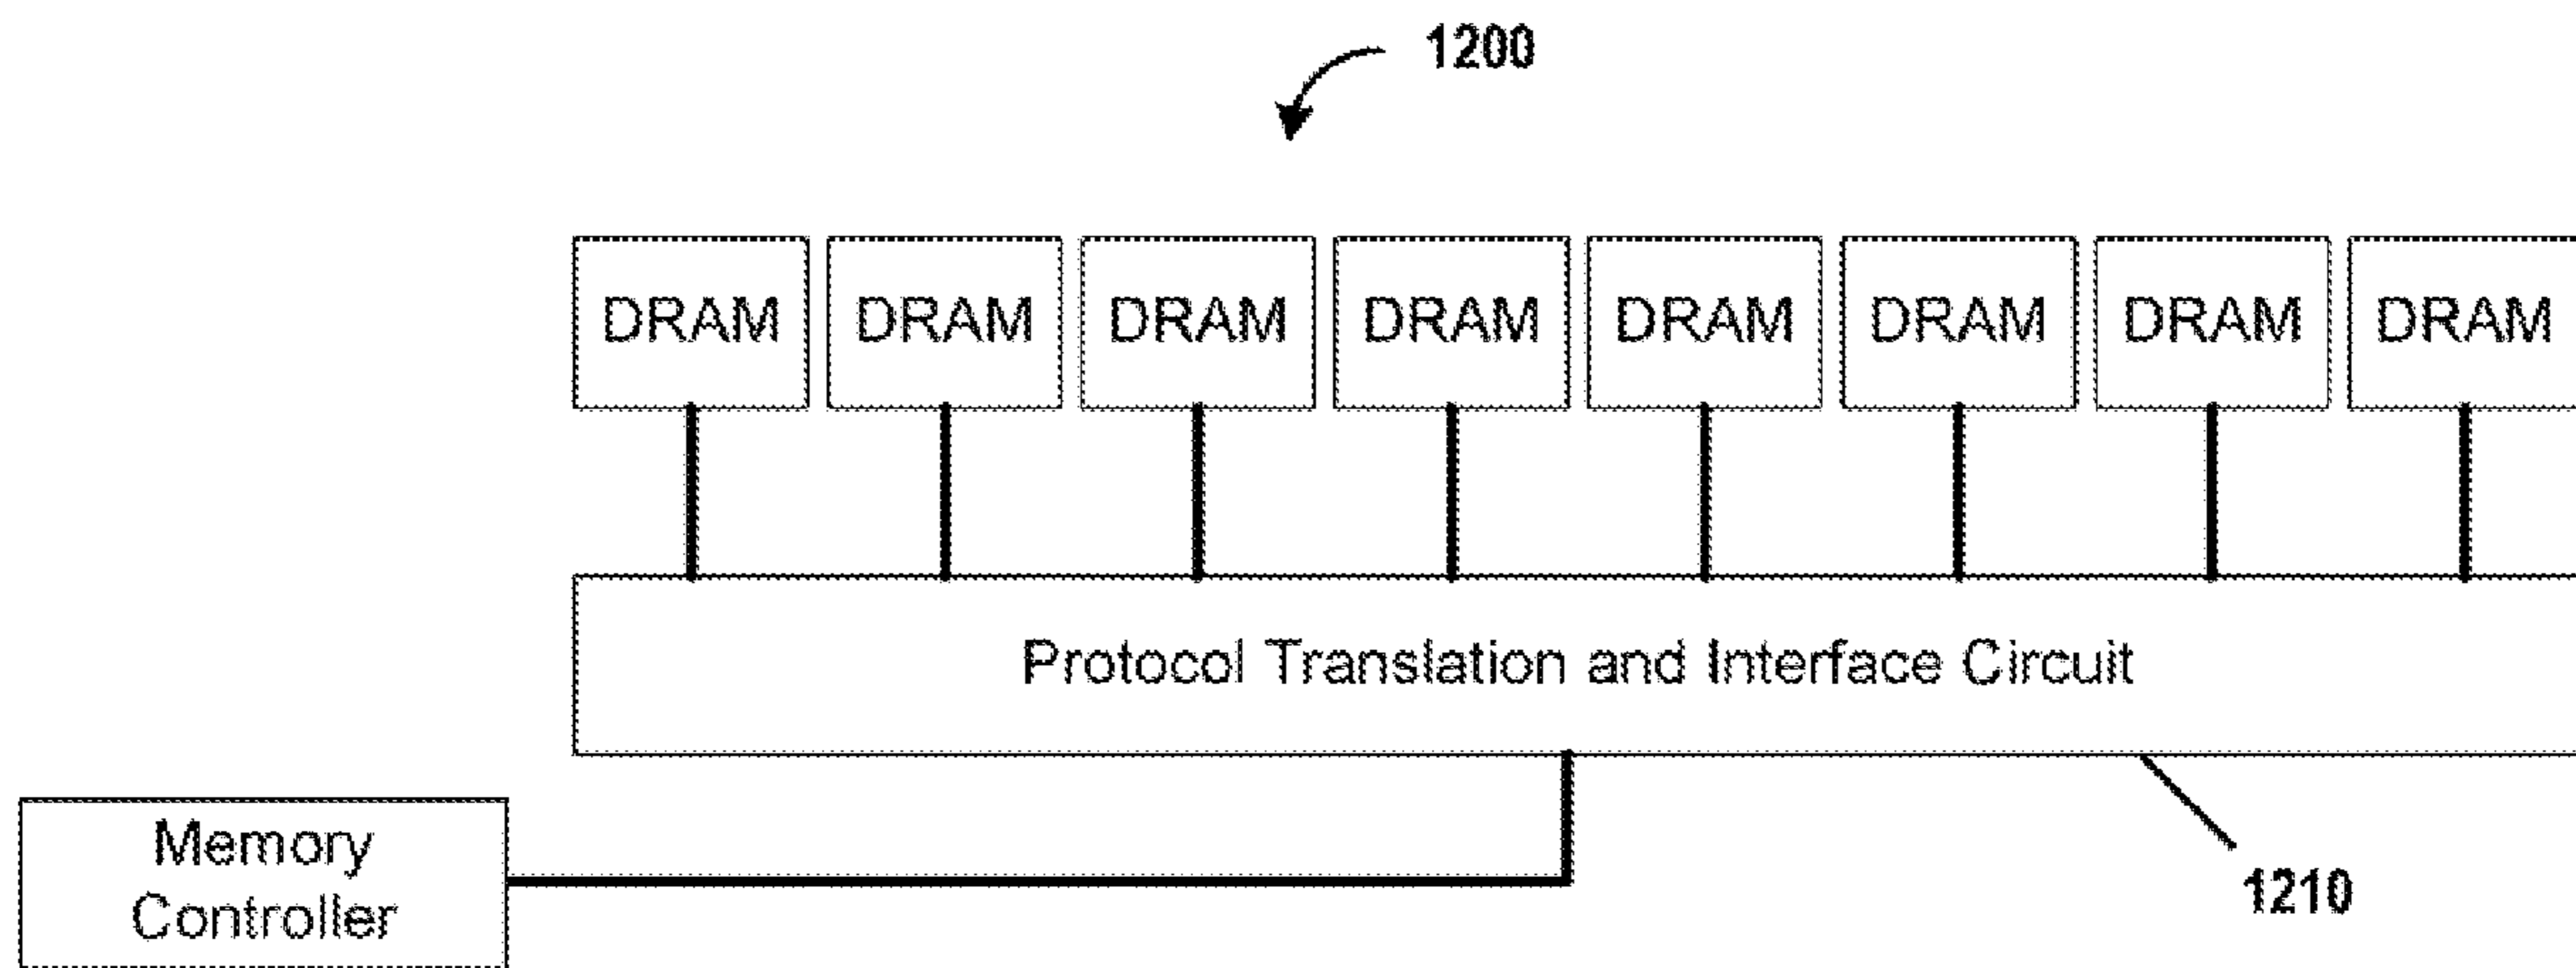 1200
DRAM DRAM DRAM DRAM DRAM DRAM DRAM DRAM
Protocol Translation and Interface Circuit
Memory
Controller
1210